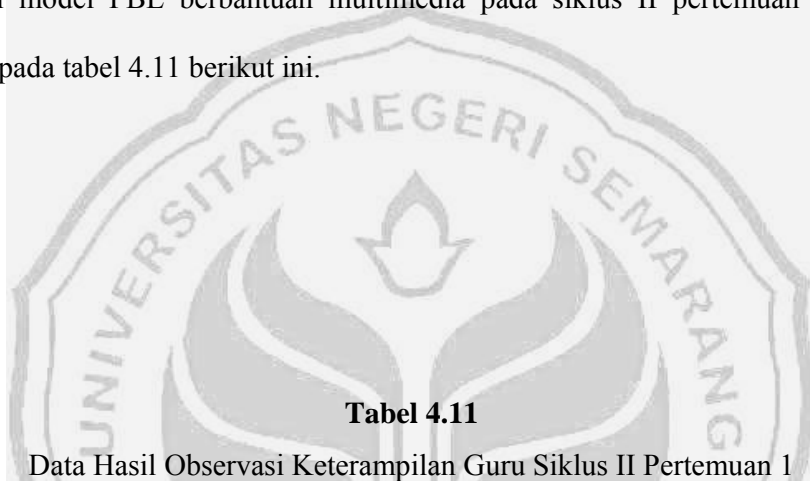 model PBL berbantuan multimedia pada siklus II pertemuan
pada tabel 4.11 berikut ini.
UNIVERSITAS NEGERI SEMARANG
Tabel 4.11
Data Hasil Observasi Keterampilan Guru Siklus II Pertemuan 1